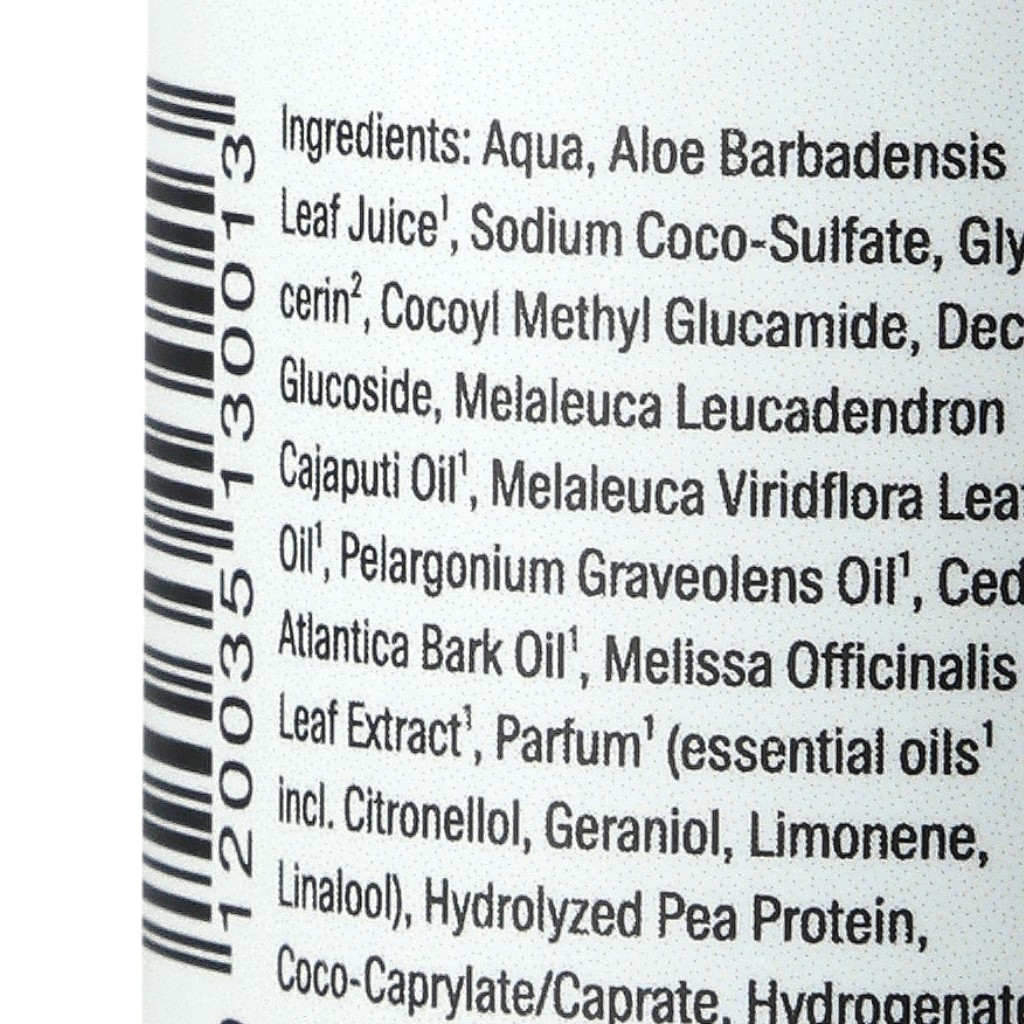 Ingredients: Aqua, Aloe Barbadensis
Leaf Juice¹, Sodium Coco-Sulfate, Gly
cerin², Cocoyl Methyl Glucamide, Dec
Glucoside, Melaleuca Leucadendron
Cajaputi Oil¹, Melaleuca Viridflora Lea
Oil¹, Pelargonium Graveolens Oil¹, Ced
Atlantica Bark Oil¹, Melissa Officinalis
Leaf Extract¹, Parfum¹ (essential oils¹
incl. Citronellol, Geraniol, Limonene,
Linalool), Hydrolyzed Pea Protein,
Coco-Caprylate/Caprate, Hydrogenat
120035 130013